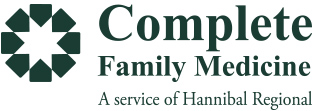 Complete
Family Medicine
A service of Hannibal Regional